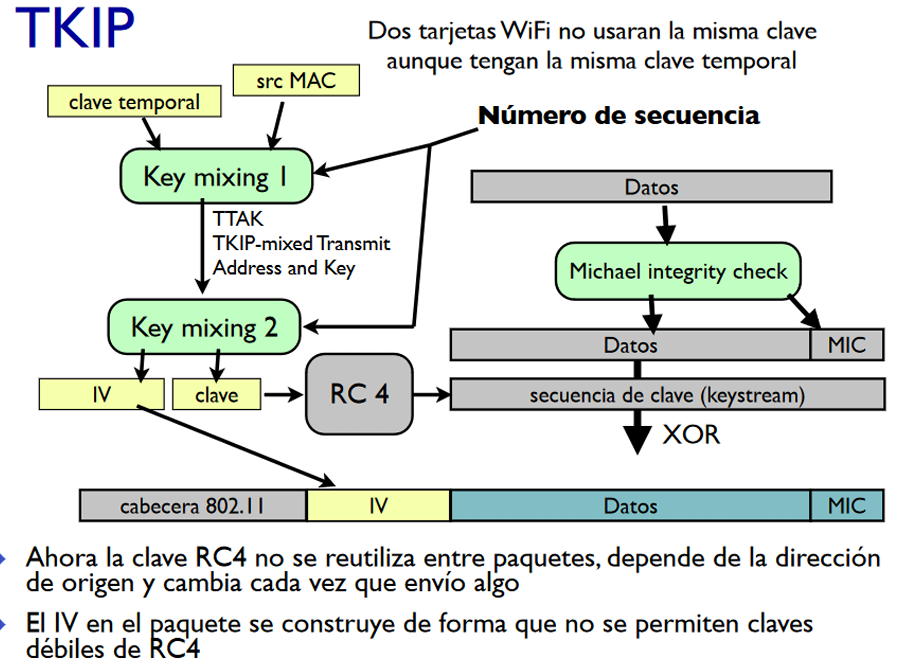 TKIP
Dos tarjetas WiFi no usaran la misma clave
aunque tengan la misma clave temporal
src MAC
clave temporal
Número de secuencia
Key mixing 1
Datos
TTAK
TKIP-mixed Transmit
Address and Key
Michael integrity check
Key mixing 2
Datos
MIC
IV
clave
RC 4
secuencia de clave (keystream)
XOR
cabecera 802.11
IV
Datos
MIC
Ahora la clave RC4 no se reutiliza entre paquetes, depende de la dirección
de origen y cambia cada vez que envío algo
El IV en el paquete se construye de forma que no se permiten claves
débiles de RC4